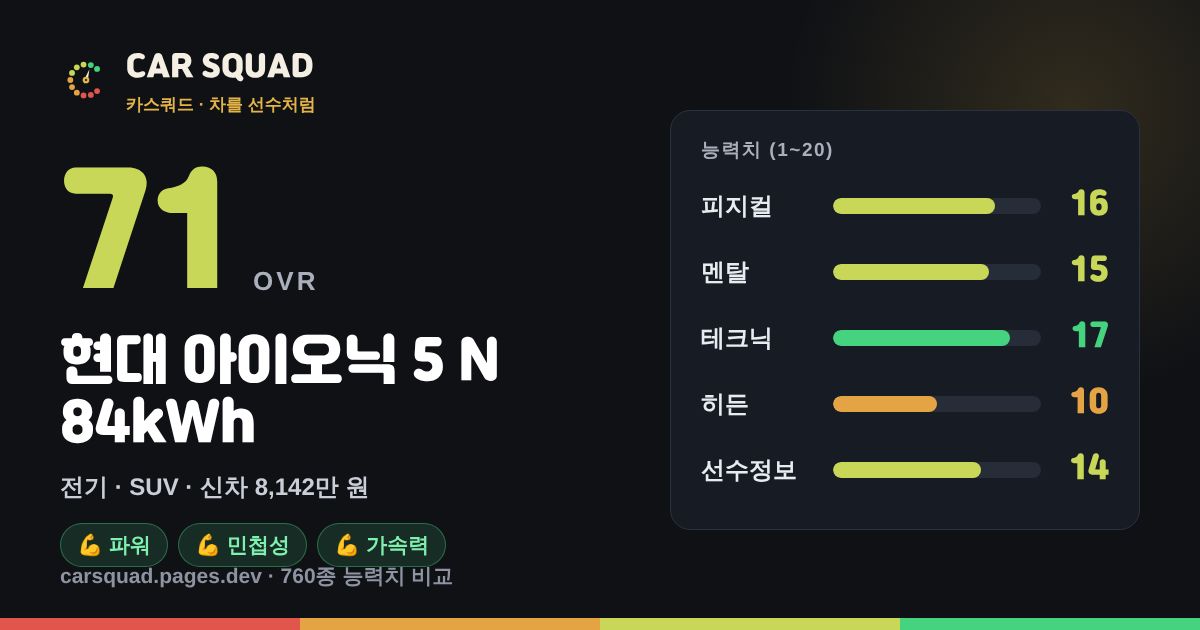 CAR SQUAD
카스쿼드 · 차를 선수처럼
71 OVR
현대 아이오닉 5 N
84kWh
전기 · SUV · 신차 8,142만 원
💪 파워 💪 민첩성 💪 가속력
carsquad.pages.dev · 760종 능력치 비교
능력치 (1~20)
피지컬 16
멘탈 15
테크닉 17
히든 10
선수정보 14